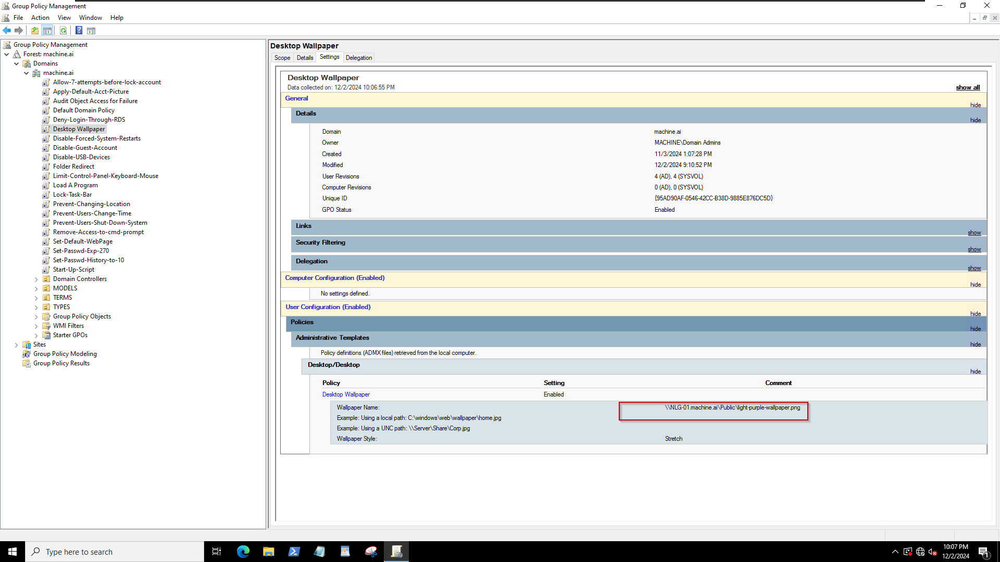 Group Policy Management
File Action View Window Help
Group Policy Management
Forest: machine.ai
Domains
machine.ai
Allow-7-attempts-before-lock-account
Apply-Default-Acct-Picture
Audit Object Access for Failure
Default Domain Policy
Deny-Login-Through-RDS
Desktop Wallpaper
Disable-Forced-System-Restarts
Disable-Guest-Account
Disable-USB-Devices
Folder Redirect
Limit-Control-Panel-Keyboard-Mouse
Load A Program
Lock-Task-Bar
Prevent-Changing-Location
Prevent-Users-Change-Time
Prevent-Users-Shut-Down-System
Remove-Access-to-cmd-prompt
Set-Default-WebPage
Set-Passwd-Exp-270
Set-Passwd-History-to-10
Start-Up-Script
Domain Controllers
MODELS
TERMS
TYPES
Group Policy Objects
WMI Filters
Starter GPOs
Sites
Group Policy Modeling
Group Policy Results
Desktop Wallpaper
Scope Details Settings Delegation
Desktop Wallpaper
Data collected on: 12/2/2024 10:06:55 PM show all
General hide
Details hide
Domain machine.ai
Owner MACHINE\Domain Admins
Created 11/3/2024 1:07:28 PM
Modified 12/2/2024 9:10:52 PM
User Revisions 4 (AD), 4 (SYSVOL)
Computer Revisions 0 (AD), 0 (SYSVOL)
Unique ID {95AD90AF-0546-42CC-B38D-9885E876DC5D}
GPO Status Enabled
Links show
Security Filtering show
Delegation show
Computer Configuration (Enabled) hide
No settings defined.
User Configuration (Enabled) hide
Policies hide
Administrative Templates hide
Policy definitions (ADMX files) retrieved from the local computer.
Desktop/Desktop hide
Policy Setting Comment
Desktop Wallpaper Enabled
Wallpaper Name: \\NLG-01.machine.ai\Public\light-purple-wallpaper.png
Example: Using a local path: C:\windows\web\wallpaper\home.jpg
Example: Using a UNC path: \\Server\Share\Corp.jpg
Wallpaper Style: Stretch
Type here to search
10:07 PM
12/2/2024
1